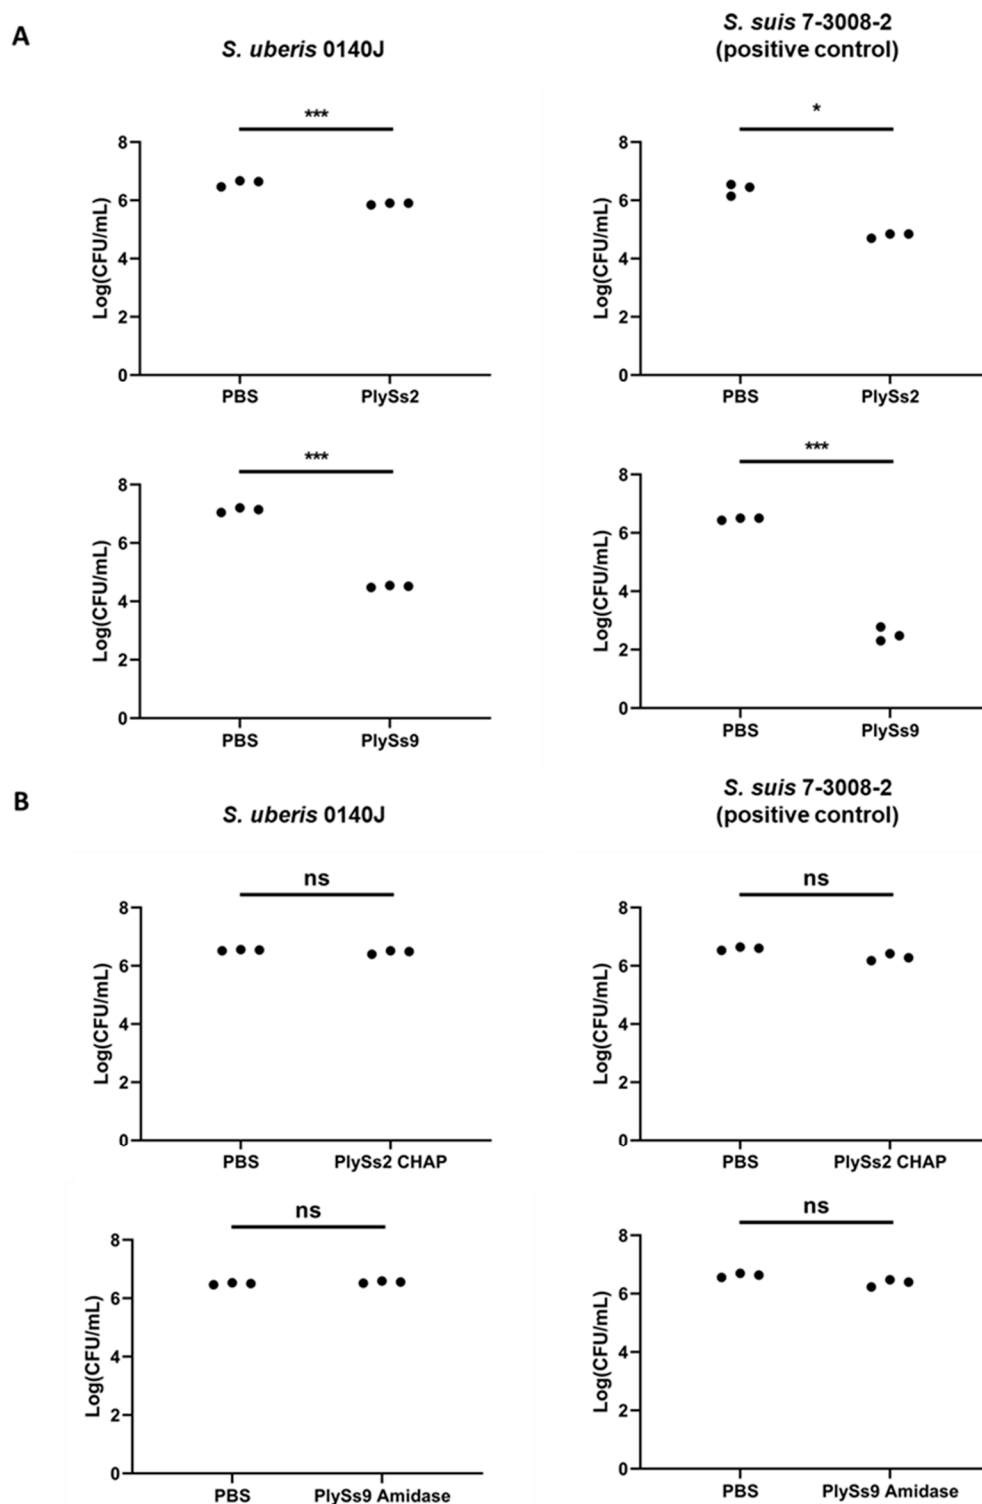 A
S. uberis 0140J
S. suis 7-3008-2
(positive control)
***
8
6
4
2
0
Log(CFU/mL)
PBS
PlySs2
*
8
6
4
2
0
Log(CFU/mL)
PBS
PlySs2
***
8
6
4
2
0
Log(CFU/mL)
PBS
PlySs9
***
8
6
4
2
0
Log(CFU/mL)
PBS
PlySs9
B
S. uberis 0140J
S. suis 7-3008-2
(positive control)
ns
8
6
4
2
0
Log(CFU/mL)
PBS
PlySs2 CHAP
ns
8
6
4
2
0
Log(CFU/mL)
PBS
PlySs2 CHAP
ns
8
6
4
2
0
Log(CFU/mL)
PBS
PlySs9 Amidase
ns
8
6
4
2
0
Log(CFU/mL)
PBS
PlySs9 Amidase